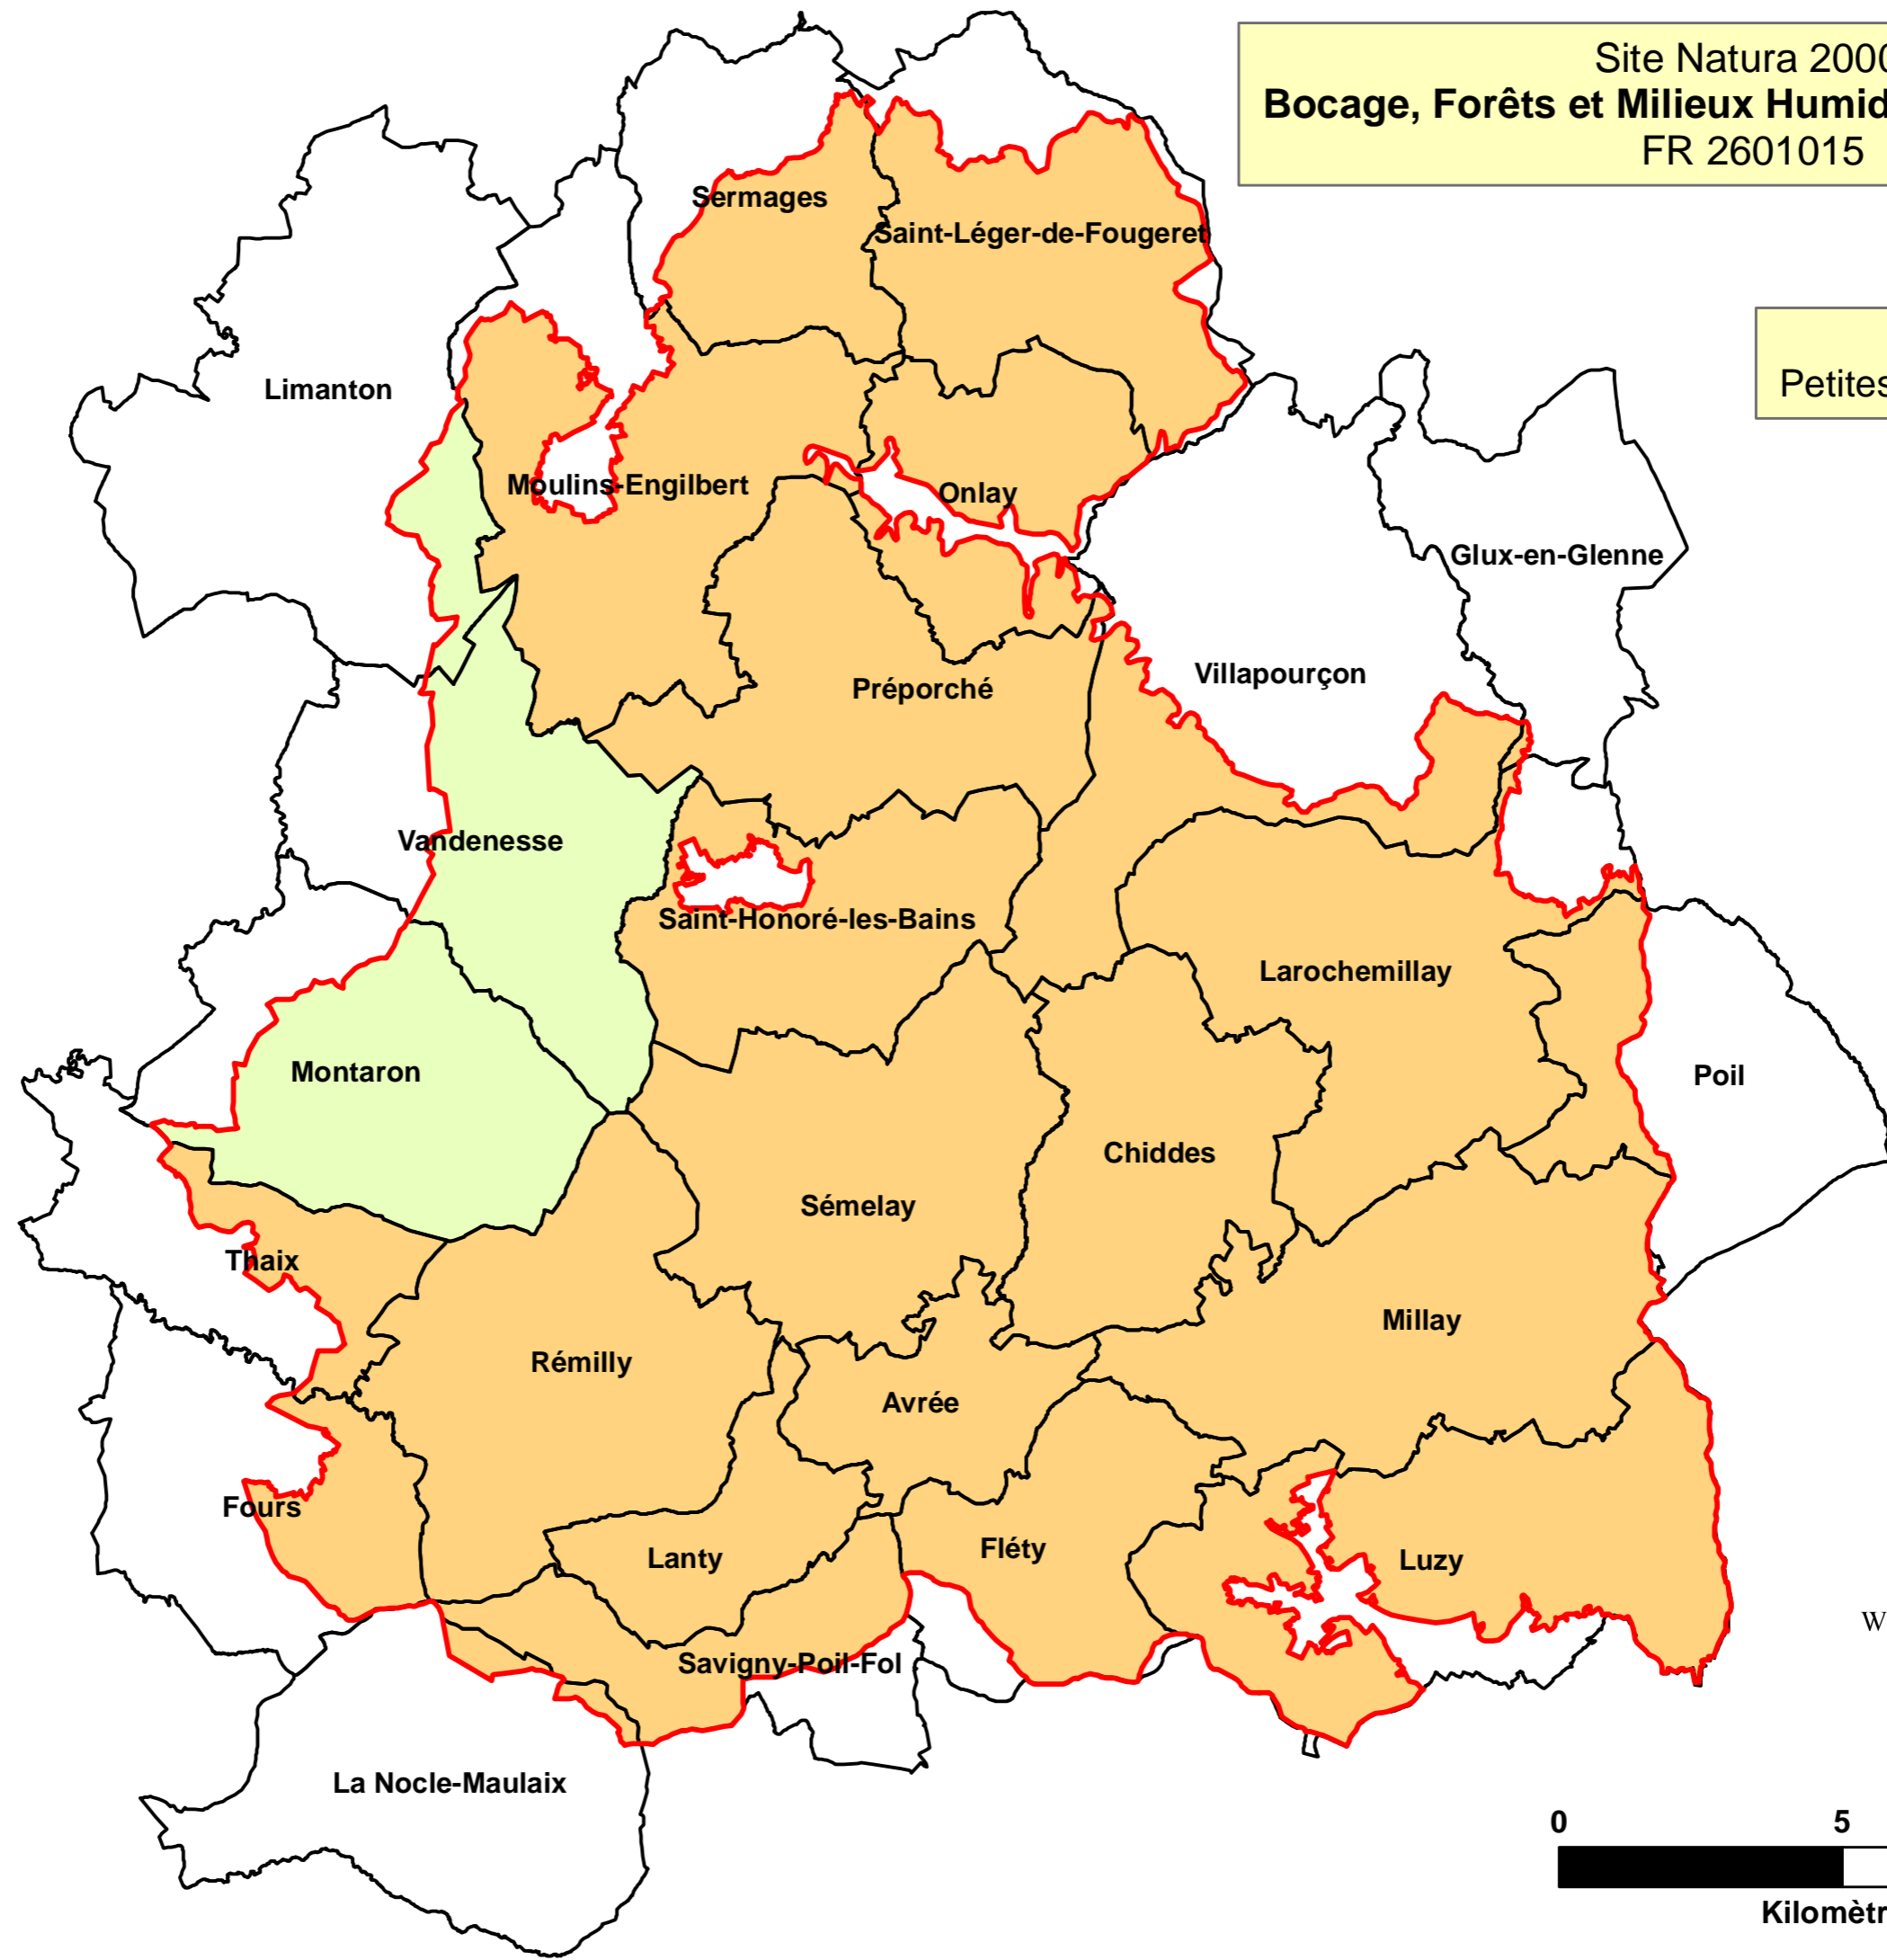 Site Natura 2000
Bocage, Forêts et Milieux Humid
FR 2601015
Petites
Sermages
Saint-Léger-de-Fougeret
Limanton
Moulins-Engilbert
Onlay
Glux-en-Glenne
Villapourçon
Préporché
Vandenesse
Saint-Honoré-les-Bains
Larochemillay
Montaron
Poil
Chiddes
Sémelay
Thaix
Millay
Rémilly
Avrée
Fours
Fléty
Lanty
Luzy
W
Savigny-Poil-Fol
La Nocle-Maulaix
0 5
Kilomètr